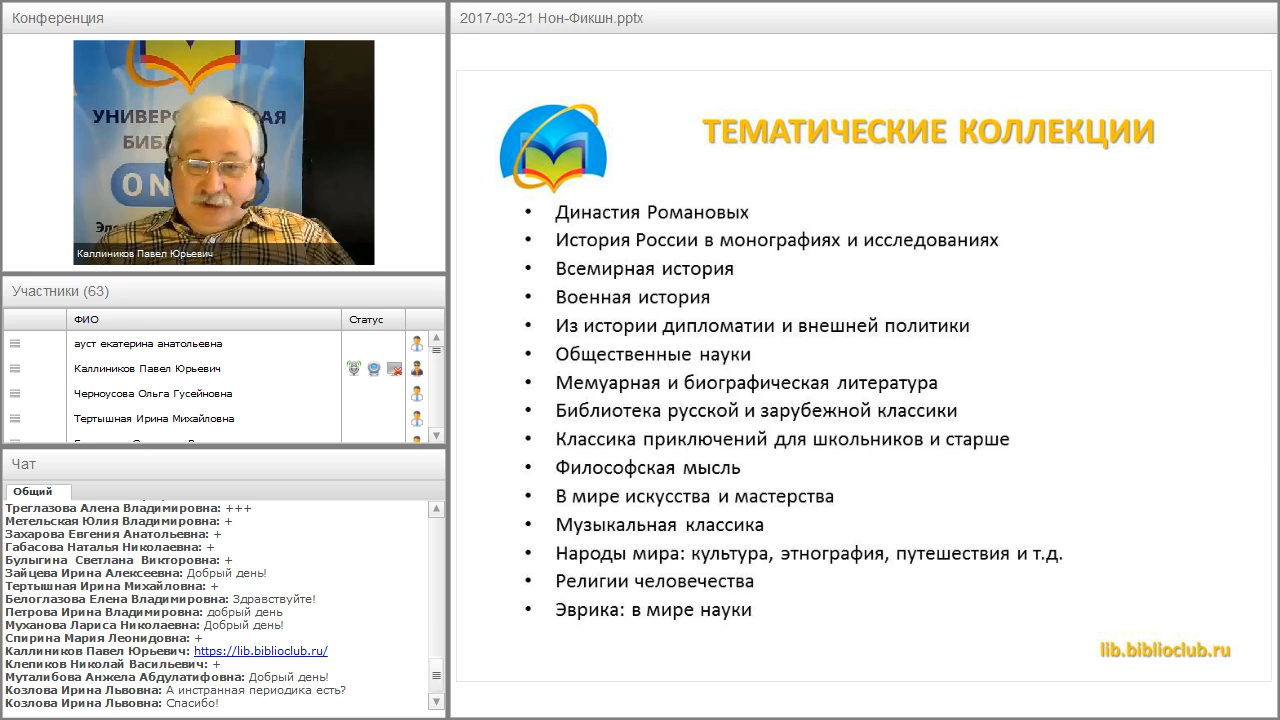 Конференция
УНИВЕР СКАЯ
ON
Каллиников Павел Юрьевич
Участники (63)
ФИО Статус
ауст екатерина анатольевна
Каллиников Павел Юрьевич
Черноусова Ольга Гусейновна
Тертышная Ирина Михайловна
Чат
Общий
Треглазова Алена Владимировна: +++
Метельская Юлия Владимировна: +
Захарова Евгения Анатольевна: +
Габасова Наталья Николаевна: +
Булыгина Светлана Викторовна: +
Зайцева Ирина Алексеевна: Добрый день!
Тертышная Ирина Михайловна: +
Белоглазова Елена Владимировна: Здравствуйте!
Петрова Ирина Владимировна: добрый день
Муханова Лариса Николаевна: Добрый день!
Спирина Мария Леонидовна: +
Каллиников Павел Юрьевич: https://lib.biblioclub.ru/
Клепиков Николай Васильевич: +
Муталибова Анжела Абдулатифовна: Добрый день!
Козлова Ирина Львовна: А инстранная периодика есть?
Козлова Ирина Львовна: Спасибо!
2017-03-21 Нон-Фикшн.pptx
ТЕМАТИЧЕСКИЕ КОЛЛЕКЦИИ
• Династия Романовых
• История России в монографиях и исследованиях
• Всемирная история
• Военная история
• Из истории дипломатии и внешней политики
• Общественные науки
• Мемуарная и биографическая литература
• Библиотека русской и зарубежной классики
• Классика приключений для школьников и старше
• Философская мысль
• В мире искусства и мастерства
• Музыкальная классика
• Народы мира: культура, этнография, путешествия и т.д.
• Религии человечества
• Эврика: в мире науки
lib.biblioclub.ru